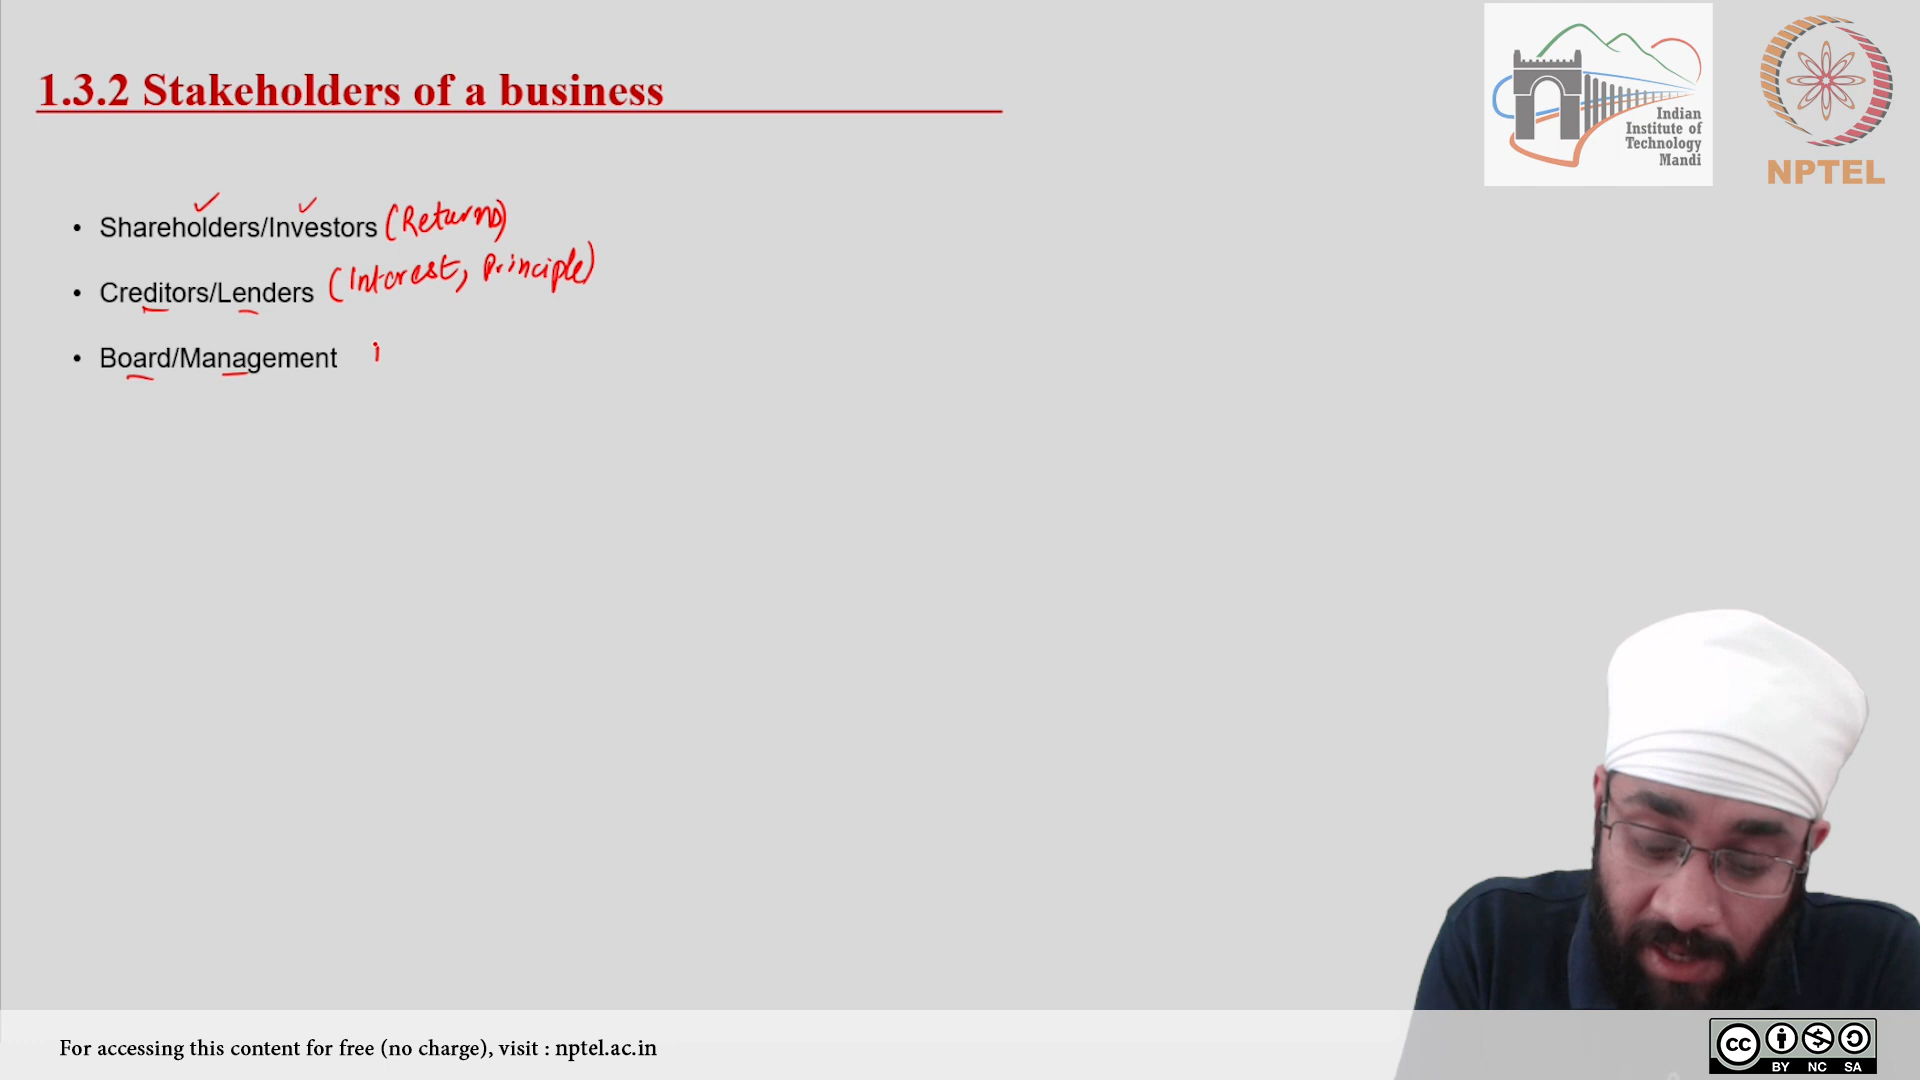 1.3.2 Stakeholders of a business
Indian
Institute of
Technology
Mandi
NPTEL
• Shareholders/Investors (Returns)
• Creditors/Lenders (Interest, Principle)
• Board/Management
For accessing this content for free (no charge), visit : nptel.ac.in
cc BY NC SA